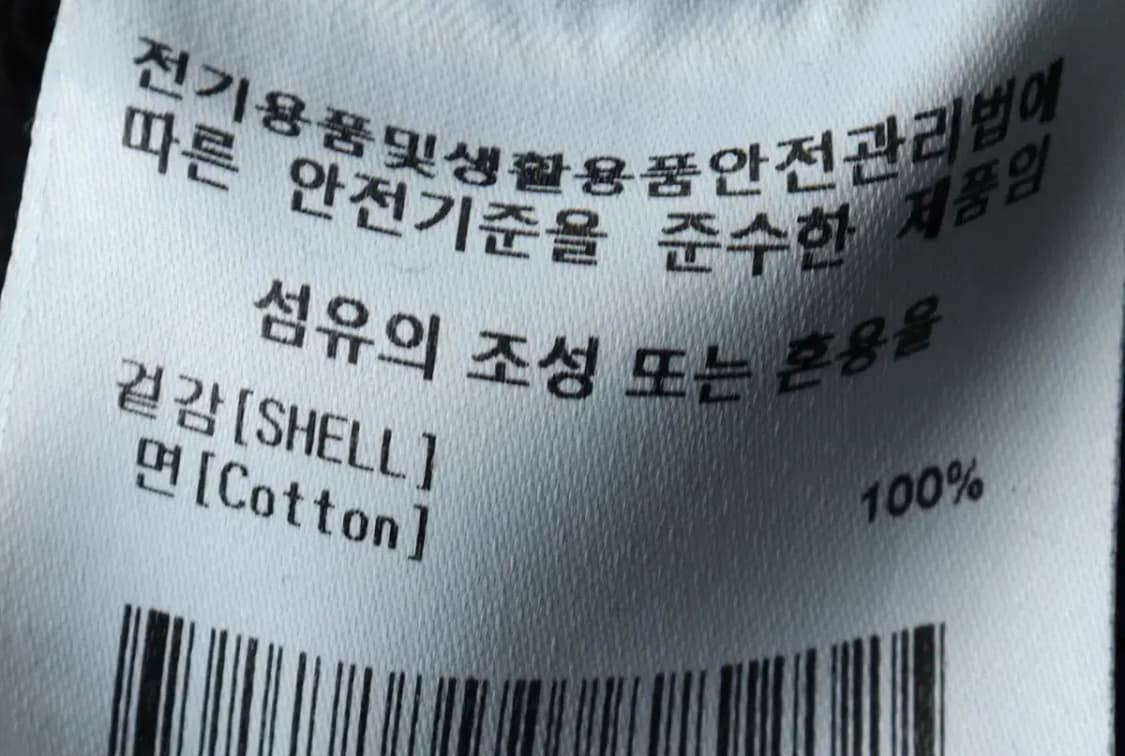 전기용품및생활용품안전관리법에
따른 안전기준을 준수한 제품임
섬유의 조성 또는 혼용율
겉감[SHELL]
면[Cotton] 100%